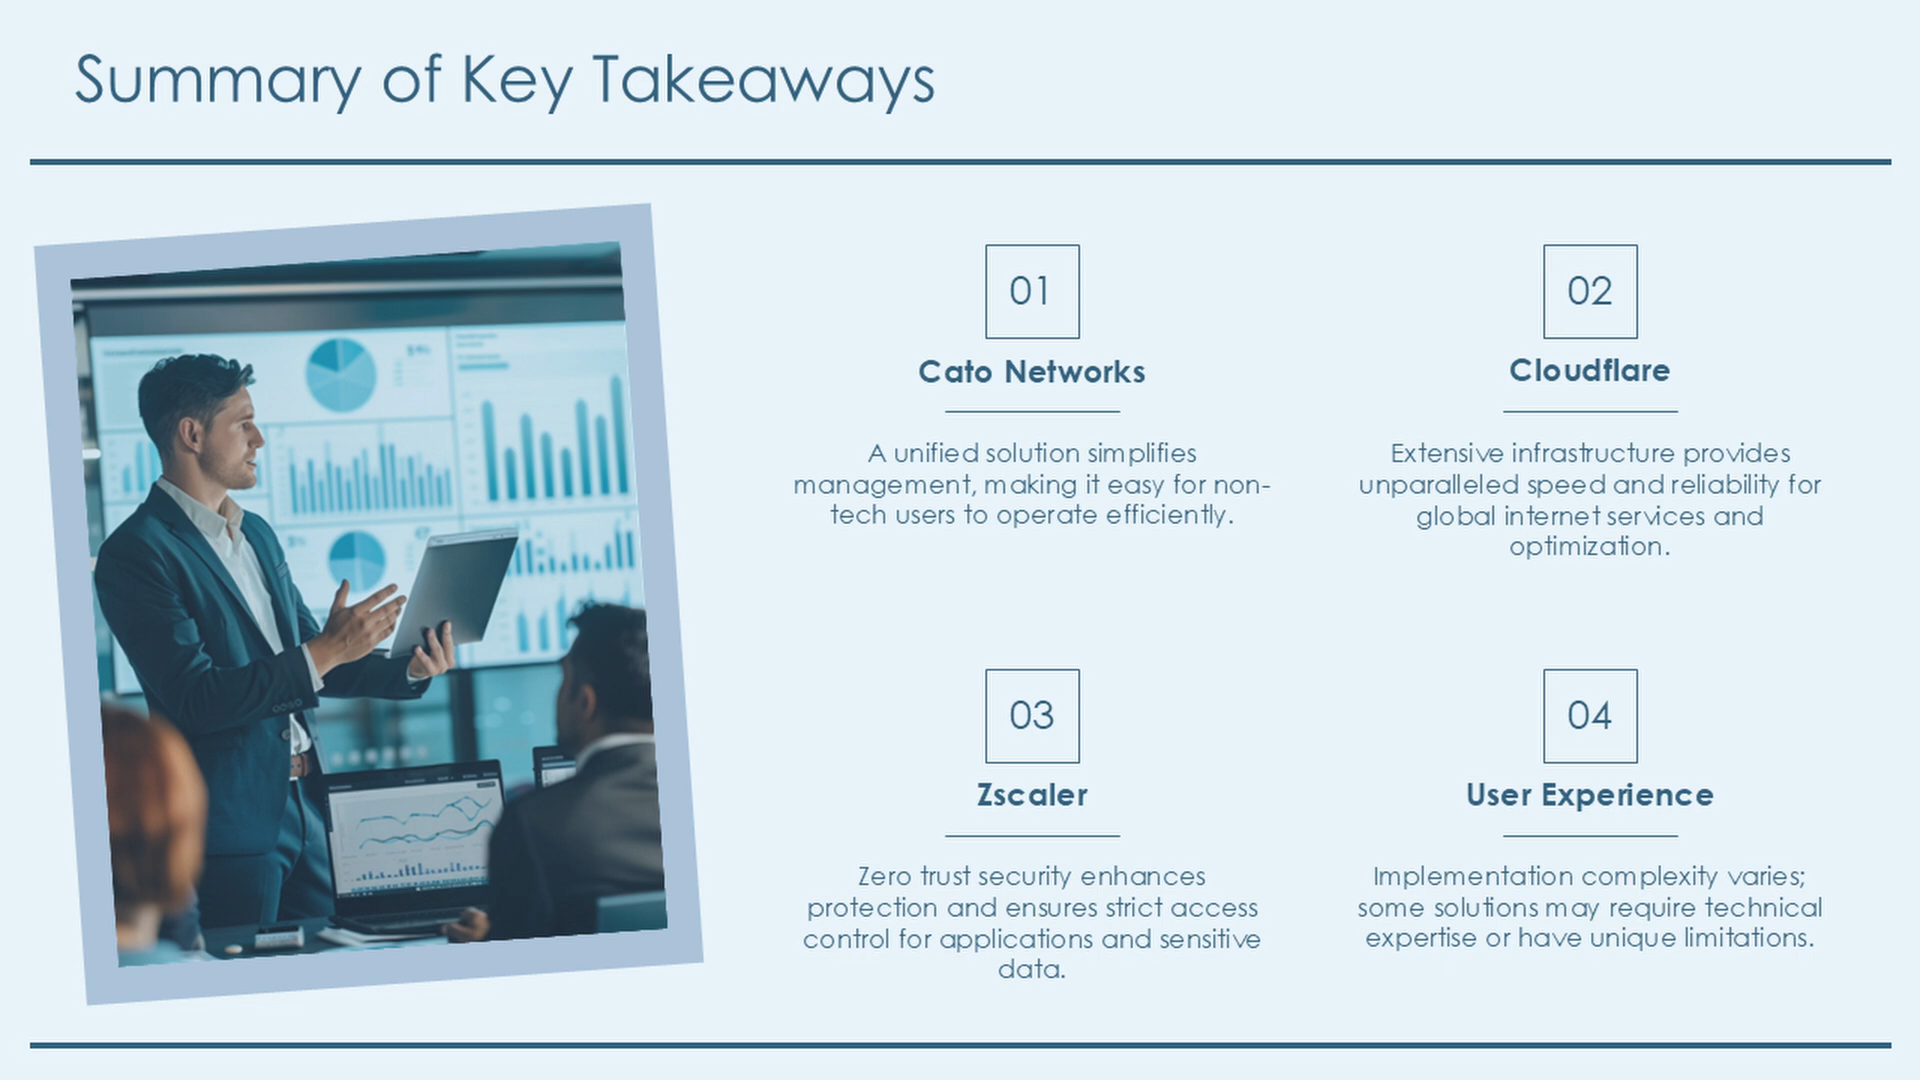 Summary of Key Takeaways
01
Cato Networks
A unified solution simplifies
management, making it easy for non-
tech users to operate efficiently.
02
Cloudflare
Extensive infrastructure provides
unparalleled speed and reliability for
global internet services and
optimization.
03
Zscaler
Zero trust security enhances
protection and ensures strict access
control for applications and sensitive
data.
04
User Experience
Implementation complexity varies;
some solutions may require technical
expertise or have unique limitations.